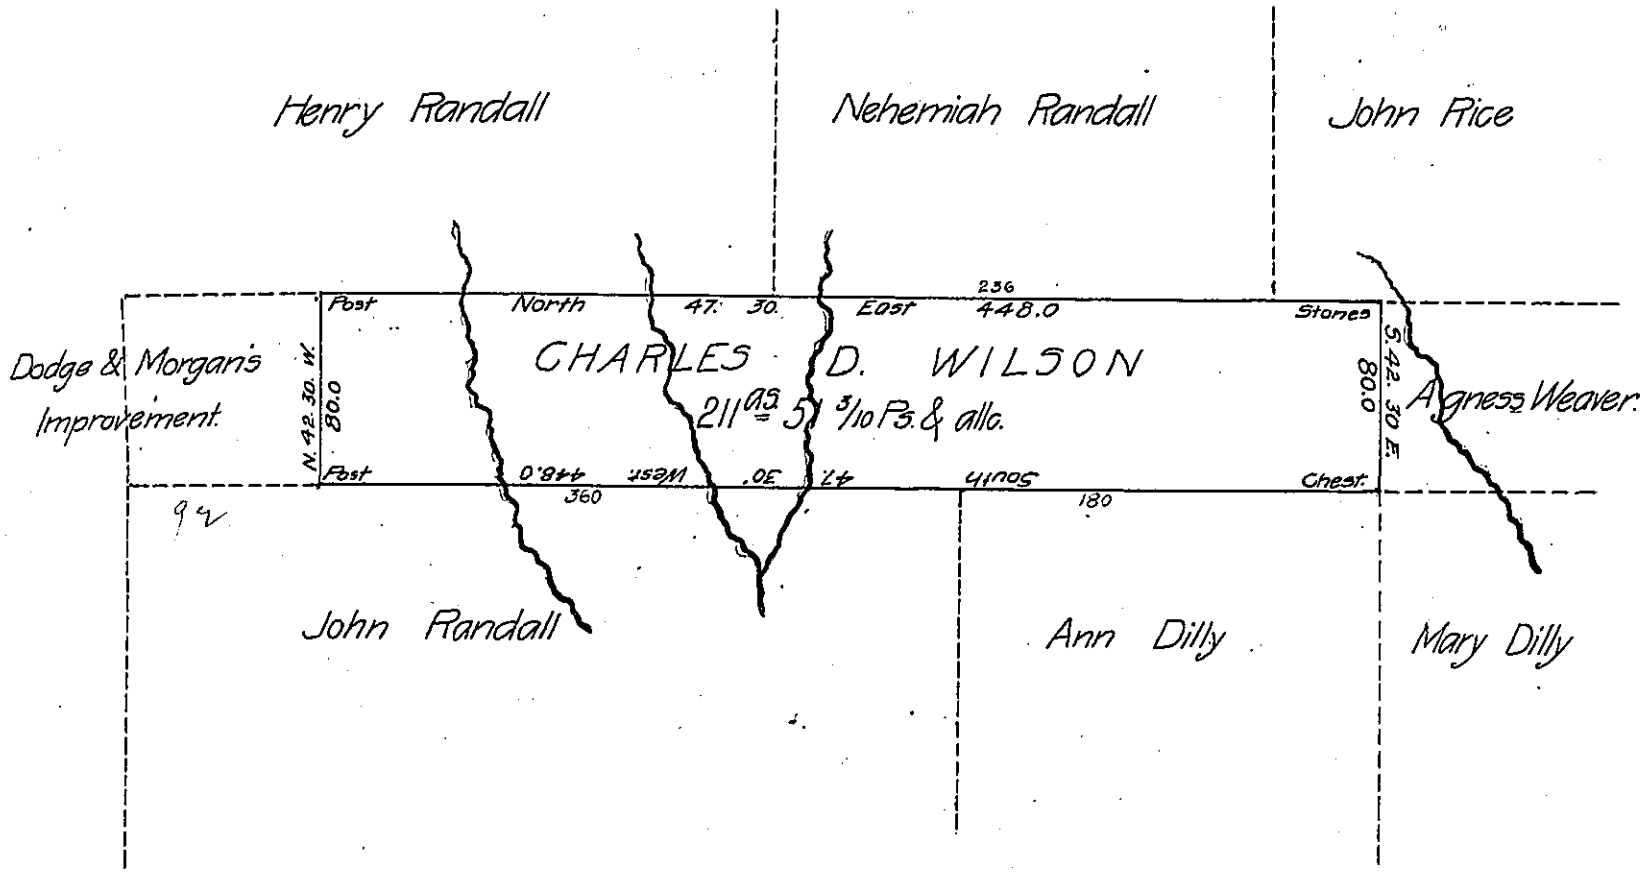 Henry Randall
Nehemiah Randall
John Rice
236
Post North 47. 30. East 448.0 Stones
Dodge & Morgan's
Improvement.
N. 42. 30. W.
80.0
CHARLES D. WILSON
211 as. 51 3/10 Ps. & allc.
S. 42. 30 E.
80.0
Agness Weaver.
Post
South 47. 30' West. 448.0
Chest.
360
180
John Randall
Ann Dilly
Mary Dilly